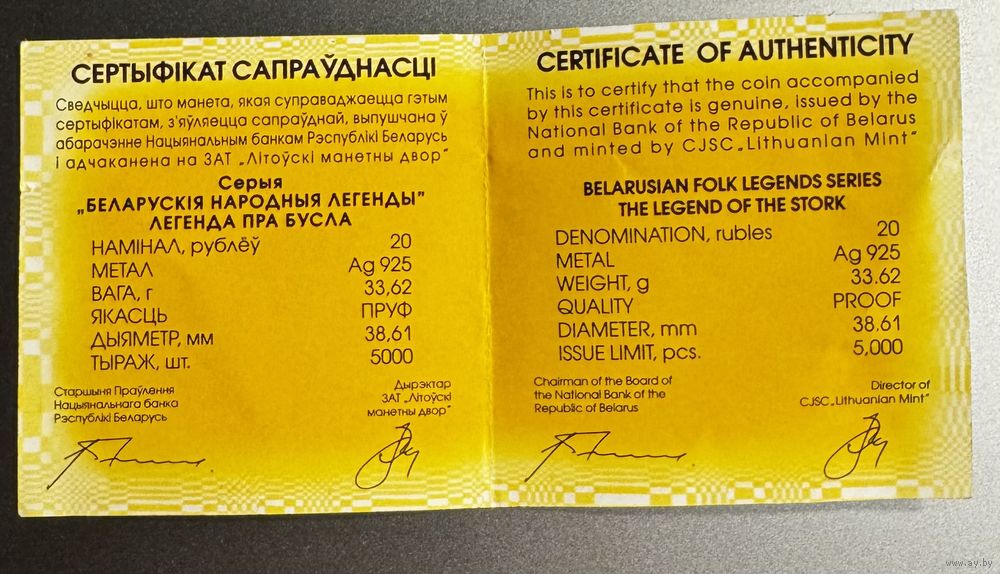 СЕРТЫФІКАТ САПРАЎДНАСЦІ
Сведчыцца, што манета, якая суправаджаецца гэтым
сертыфікатам, з'яўляецца сапраўднай, выпушчана ў
абарачэнне Нацыянальным банкам Рэспублікі Беларусь
і адчаканена на ЗАТ „Літоўскі манетны двор"
Серыя
„БЕЛАРУСКІЯ НАРОДНЫЯ ЛЕГЕНДЫ"
ЛЕГЕНДА ПРА БУСЛА
НАМІНАЛ, рублёў 20
МЕТАЛ Ag 925
ВАГА, г 33,62
ЯКАСЦЬ ПРУФ
ДЫЯМЕТР, мм 38,61
ТЫРАЖ, шт. 5000
Старшыня Праўлення
Нацыянальнага банка
Рэспублікі Беларусь
Дырэктар
ЗАТ „Літоўскі
манетны двор"
CERTIFICATE OF AUTHENTICITY
This is to certify that the coin accompanied
by this certificate is genuine, issued by the
National Bank of the Republic of Belarus
and minted by CJSC „Lithuanian Mint"
BELARUSIAN FOLK LEGENDS SERIES
THE LEGEND OF THE STORK
DENOMINATION, rubles 20
METAL Ag 925
WEIGHT, g 33.62
QUALITY PROOF
DIAMETER, mm 38.61
ISSUE LIMIT, pcs. 5,000
Chairman of the Board of
the National Bank of the
Republic of Belarus
Director of
CJSC „Lithuanian Mint"
www.ay.by